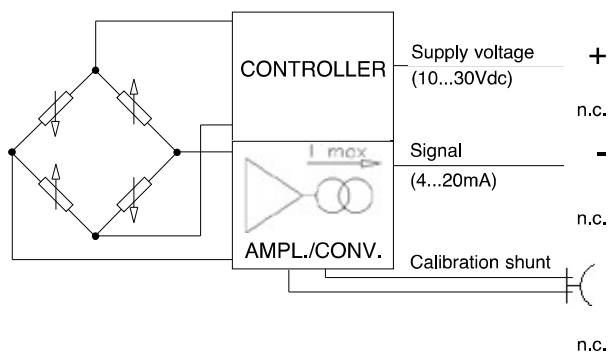 CONTROLLER
Supply voltage
(10...30Vdc)
+
n.c.
I max
Signal
(4...20mA)
-
n.c.
AMPL./CONV.
Calibration shunt
n.c.